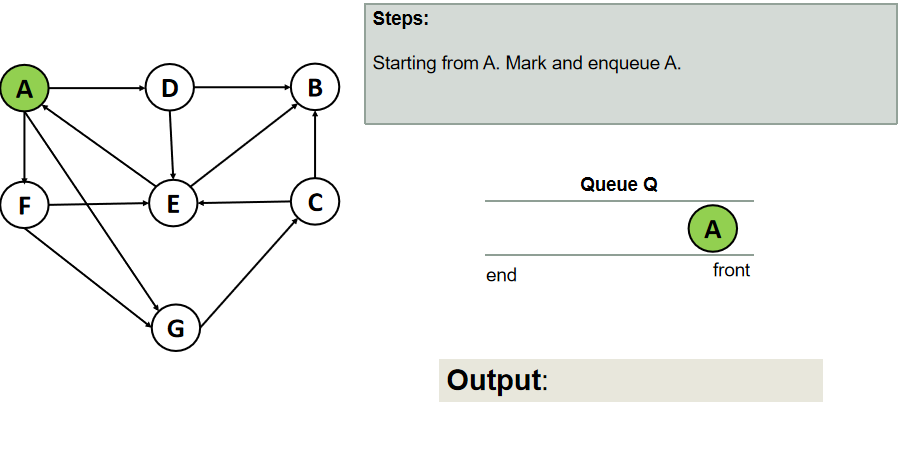 Steps:
Starting from A. Mark and enqueue A.
A
D
B
F
E
C
G
Queue Q
A
end
front
Output: